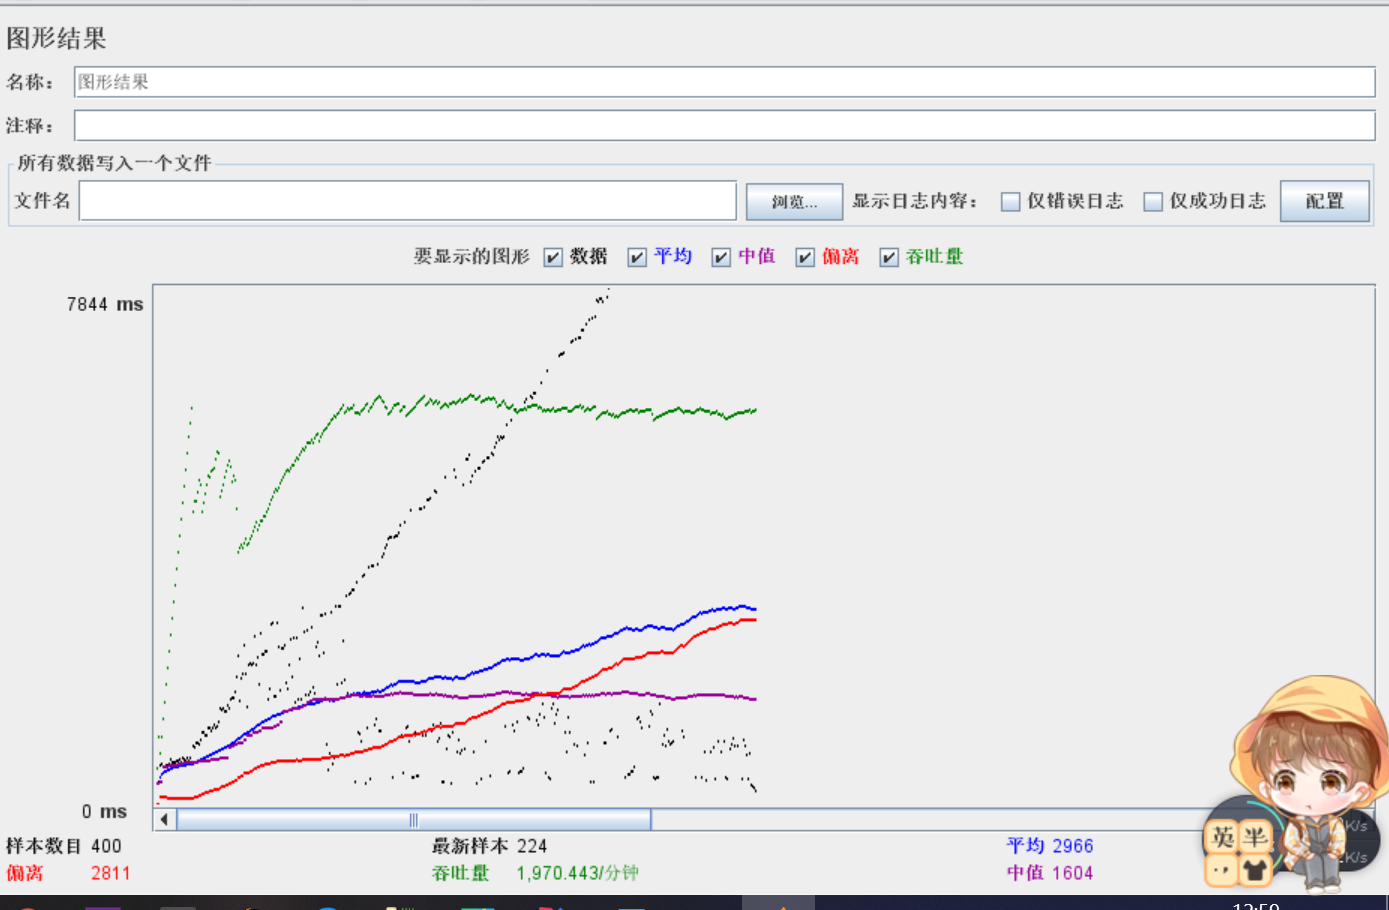 图形结果
名称： 图形结果
注释：
所有数据写入一个文件
文件名 浏览... 显示日志内容： 仅错误日志 仅成功日志 配置
要显示的图形 数据 平均 中值 偏离 吞吐量
7844 ms
0 ms
样本数目 400 最新样本 224 平均 2966
偏离 2811 吞吐量 1,970.443/分钟 中值 1604
英 半
K/s
K/s